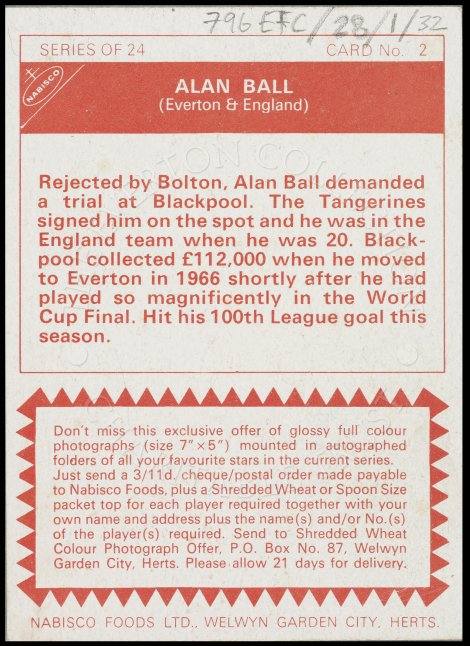 796 EFC/28/1/32
SERIES OF 24 CARD No. 2
NABISCO
ALAN BALL
(Everton & England)
Rejected by Bolton, Alan Ball demanded
a trial at Blackpool. The Tangerines
signed him on the spot and he was in the
England team when he was 20. Black-
pool collected £112,000 when he moved
to Everton in 1966 shortly after he had
played so magnificently in the World
Cup Final. Hit his 100th League goal this
season.
Don't miss this exclusive offer of glossy full colour
photographs (size 7"×5") mounted in autographed
folders of all your favourite stars in the current series.
Just send a 3/11d. cheque/postal order made payable
to Nabisco Foods, plus a Shredded Wheat or Spoon Size
packet top for each player required together with your
own name and address plus the name(s) and/or No.(s)
of the player(s) required. Send to Shredded Wheat
Colour Photograph Offer, P.O. Box No. 87, Welwyn
Garden City, Herts. Please allow 21 days for delivery.
NABISCO FOODS LTD., WELWYN GARDEN CITY, HERTS.